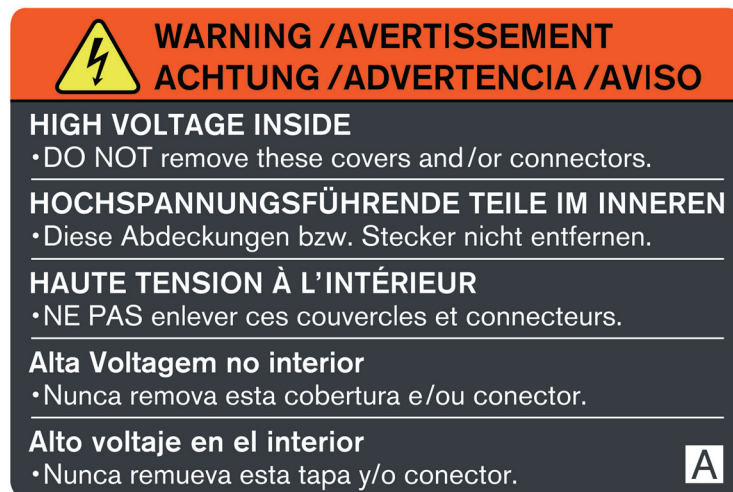 WARNING / AVERTISSEMENT
ACHTUNG / ADVERTENCIA / AVISO
HIGH VOLTAGE INSIDE
•DO NOT remove these covers and/or connectors.
HOCHSPANNUNGSFÜHRENDE TEILE IM INNEREN
•Diese Abdeckungen bzw. Stecker nicht entfernen.
HAUTE TENSION À L'INTÉRIEUR
•NE PAS enlever ces couvercles et connecteurs.
Alta Voltagem no interior
•Nunca remova esta cobertura e/ou conector.
Alto voltaje en el interior
•Nunca remueva esta tapa y/o conector.
A